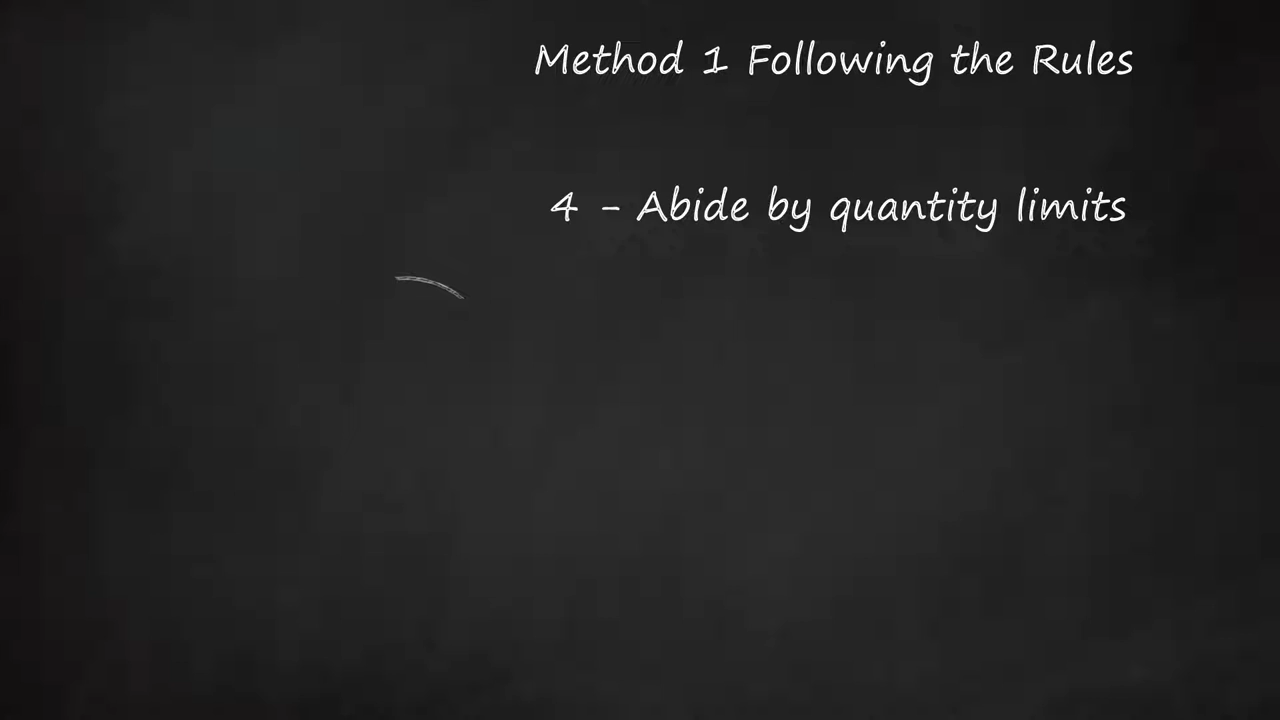 Method 1 Following the Rules
4 - Abide by quantity limits